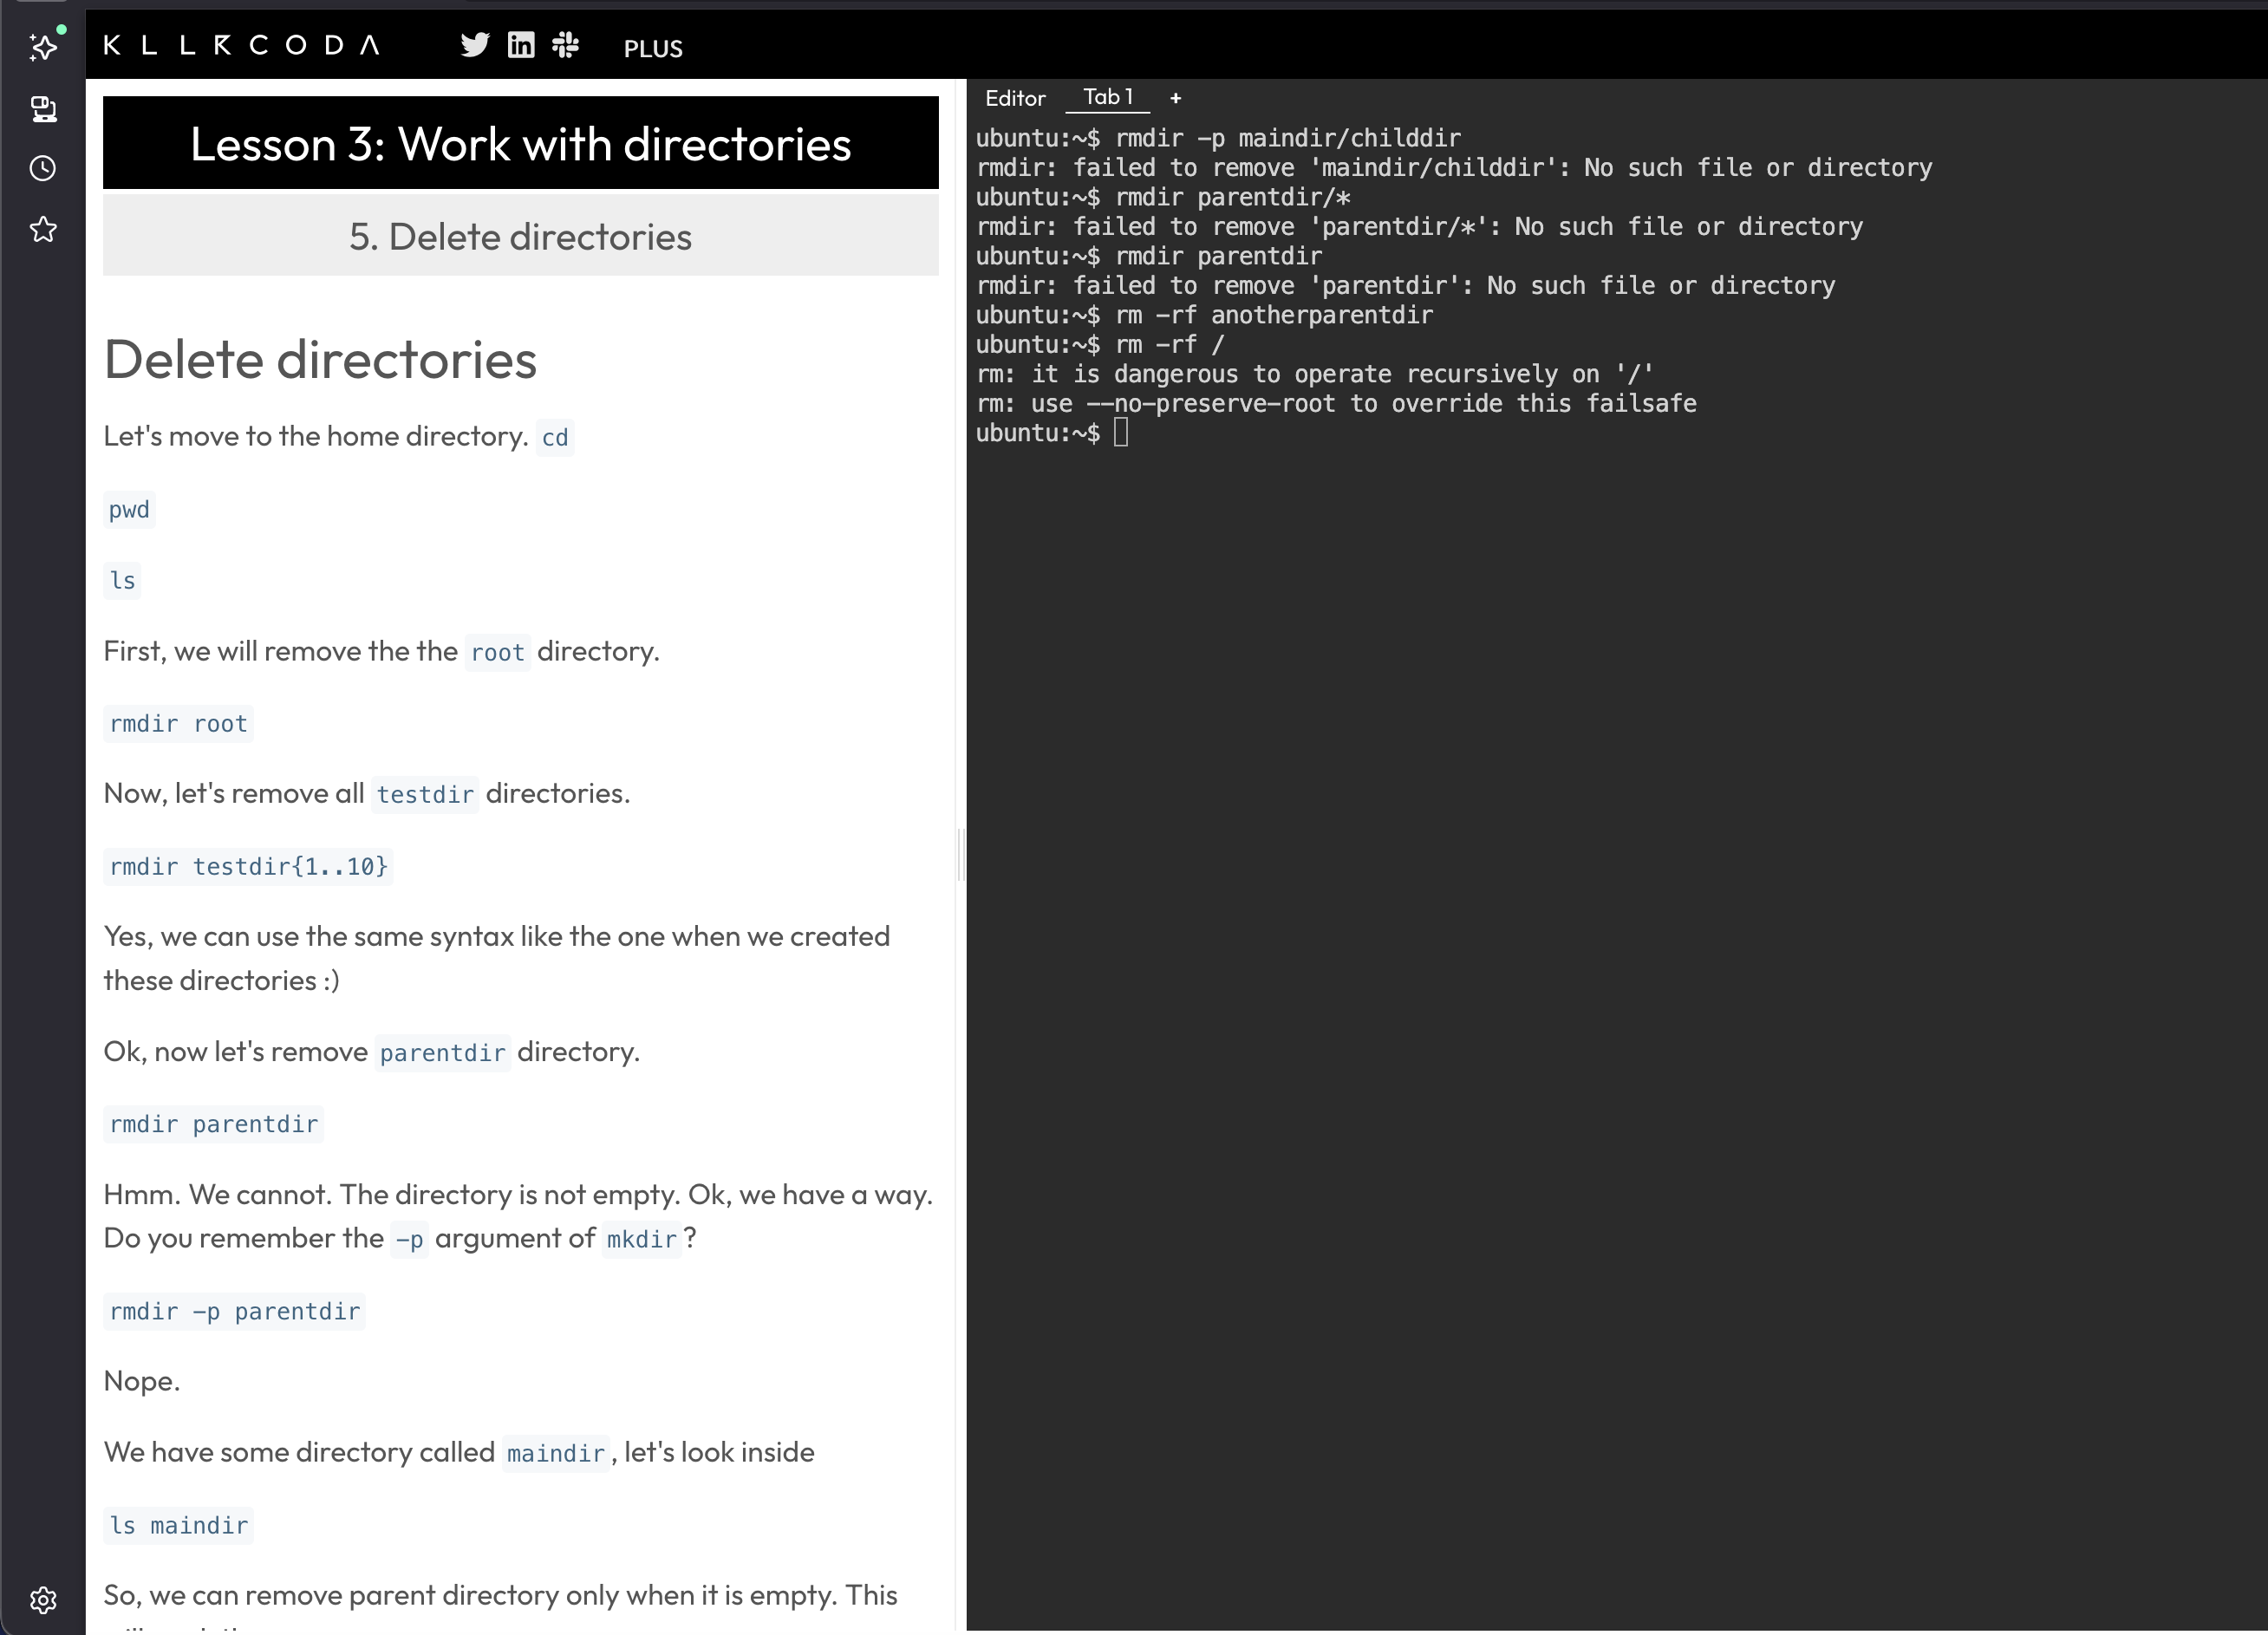 KLLRCODA PLUS
Lesson 3: Work with directories
5. Delete directories
Delete directories
Let's move to the home directory. cd
pwd
ls
First, we will remove the the root directory.
rmdir root
Now, let's remove all testdir directories.
rmdir testdir{1..10}
Yes, we can use the same syntax like the one when we created
these directories :)
Ok, now let's remove parentdir directory.
rmdir parentdir
Hmm. We cannot. The directory is not empty. Ok, we have a way.
Do you remember the -p argument of mkdir?
rmdir -p parentdir
Nope.
We have some directory called maindir, let's look inside
ls maindir
So, we can remove parent directory only when it is empty. This
Editor Tab 1 +
ubuntu:~$ rmdir -p maindir/childdir
rmdir: failed to remove 'maindir/childdir': No such file or directory
ubuntu:~$ rmdir parentdir/*
rmdir: failed to remove 'parentdir/*': No such file or directory
ubuntu:~$ rmdir parentdir
rmdir: failed to remove 'parentdir': No such file or directory
ubuntu:~$ rm -rf anotherparentdir
ubuntu:~$ rm -rf /
rm: it is dangerous to operate recursively on '/'
rm: use --no-preserve-root to override this failsafe
ubuntu:~$